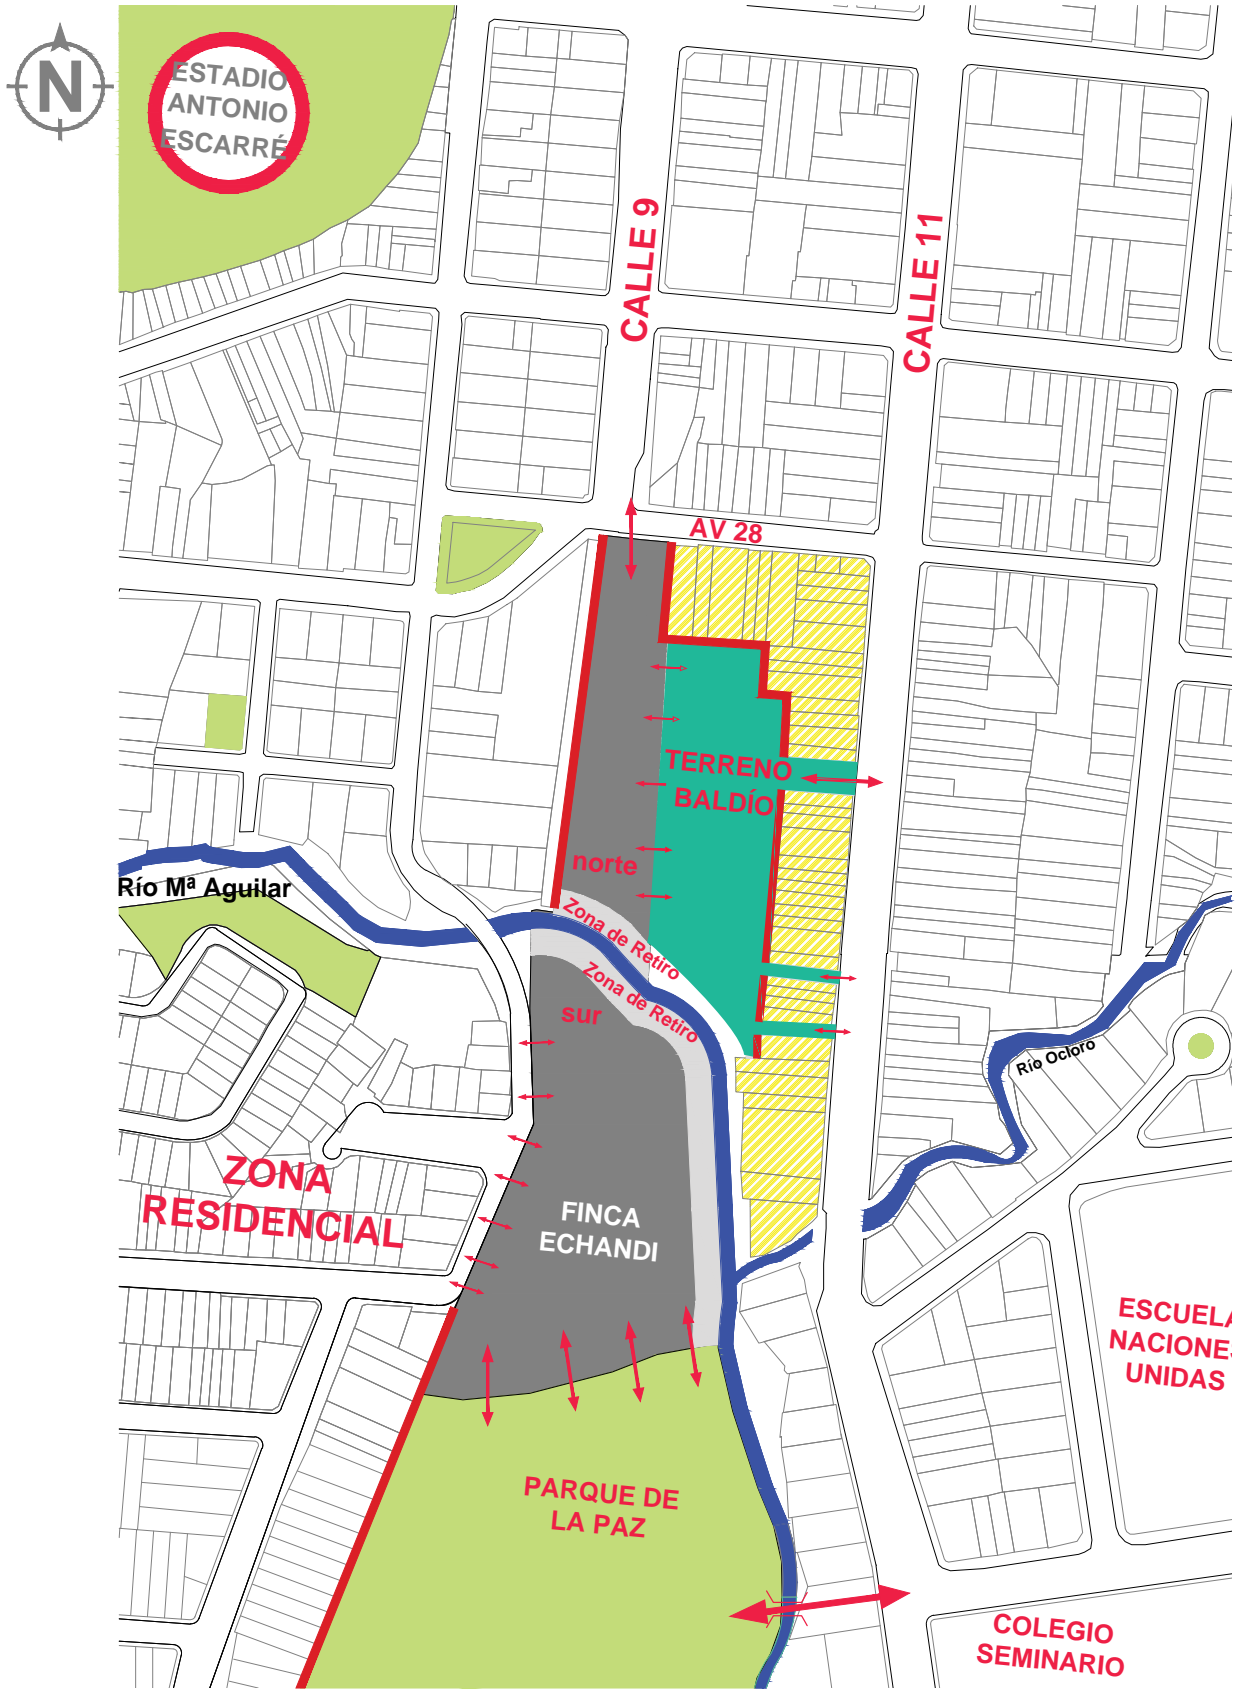 N
ESTADIO
ANTONIO
ESCARRÉ
CALLE 9
CALLE 11
AV 28
TERRENO
BALDÍO
norte
Río Mª Aguilar
Zona de Retiro
Zona de Retiro
sur
Río Ocloro
ZONA
RESIDENCIAL
FINCA
ECHANDI
ESCUELA
NACIONES
UNIDAS
PARQUE DE
LA PAZ
COLEGIO
SEMINARIO